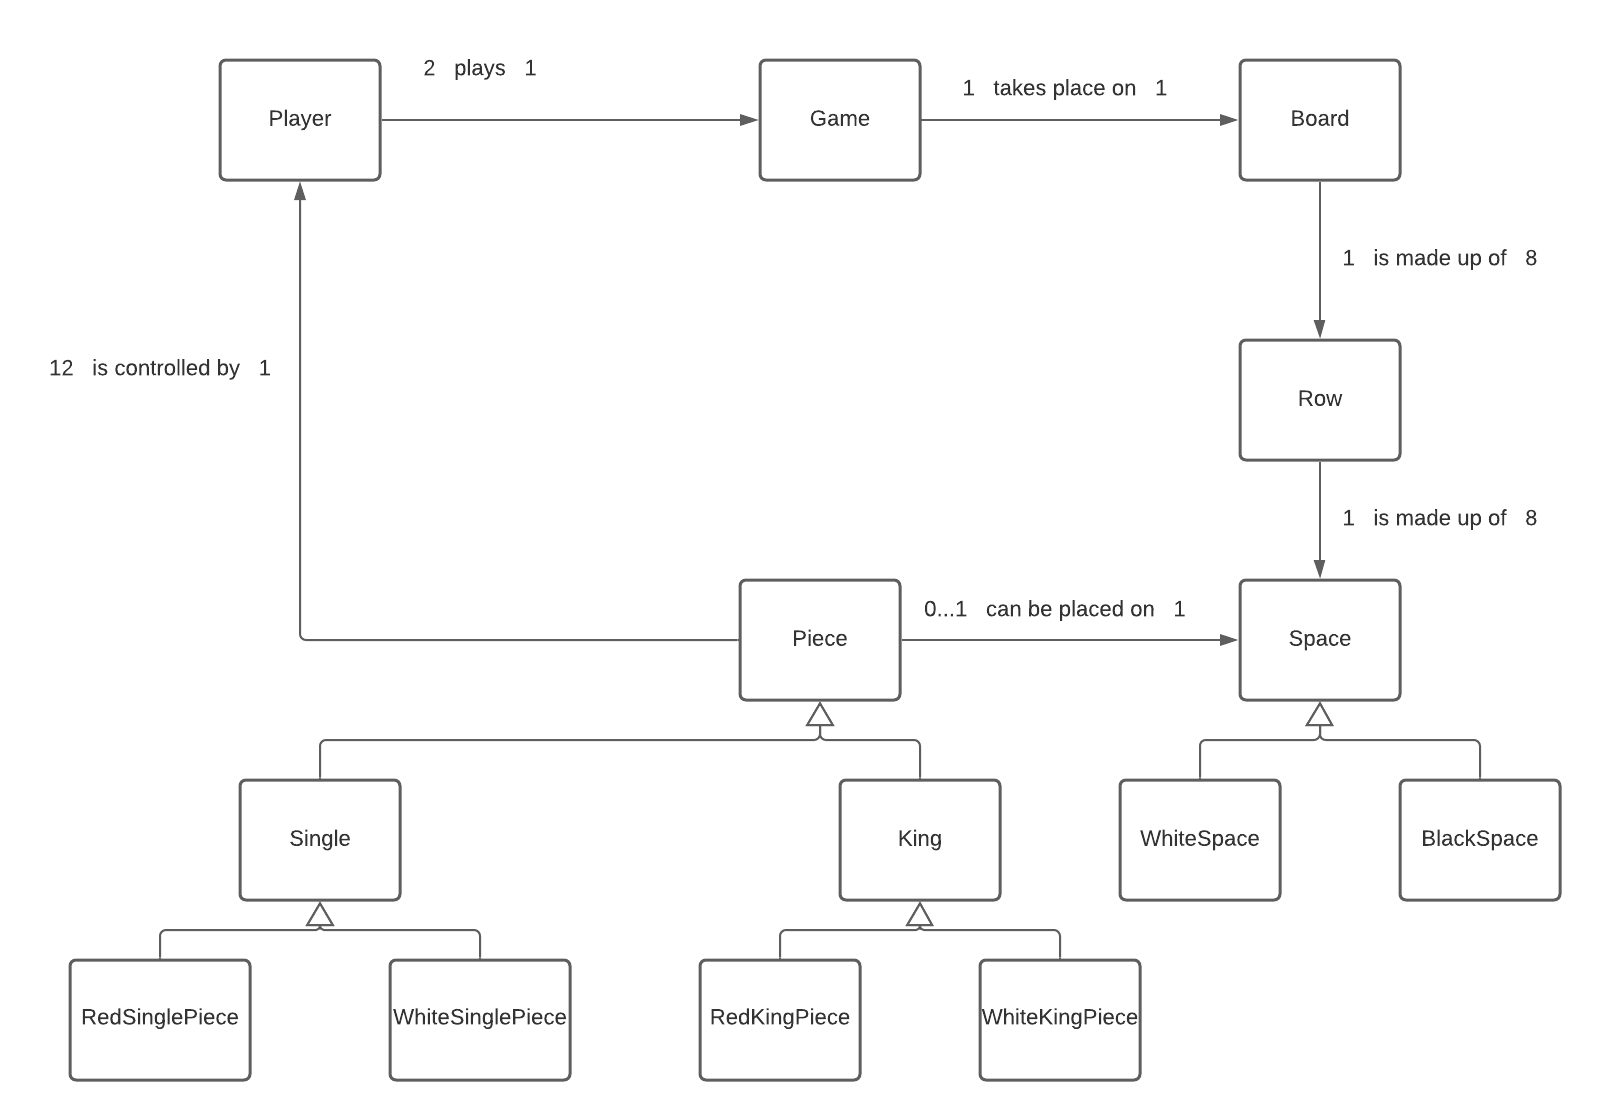 2 plays 1
1 takes place on 1
Player
Game
Board
1 is made up of 8
12 is controlled by 1
Row
1 is made up of 8
0...1 can be placed on 1
Piece
Space
Single
King
WhiteSpace
BlackSpace
RedSinglePiece
WhiteSinglePiece
RedKingPiece
WhiteKingPiece